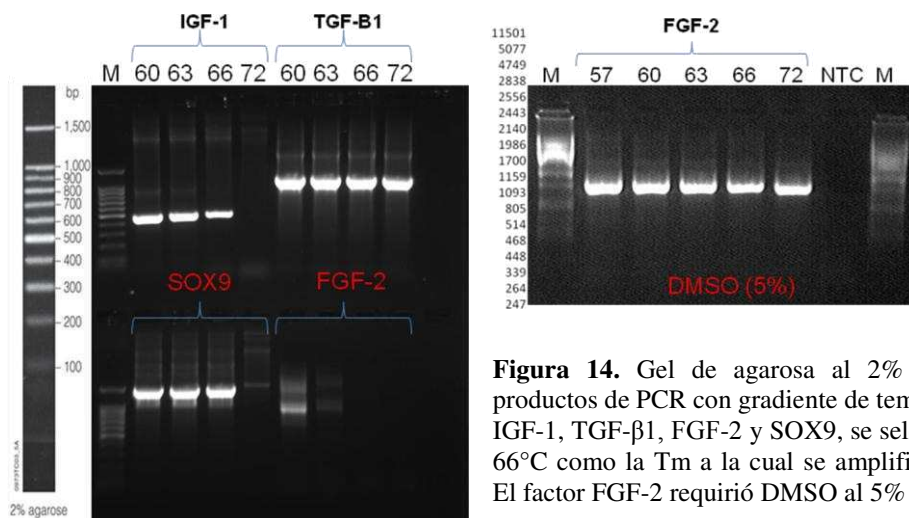 IGF-1 TGF-B1
M 60 63 66 72 60 63 66 72
bp
1,500
1,000
900
800
700
600
500
400
300
200
100
2% agarose
SOX9 FGF-2
FGF-2
M 57 60 63 66 72 NTC M
11501
5077
4749
2838
2556
2443
2140
1986
1700
1159
1093
805
514
468
448
339
264
247
DMSO (5%)
Figura 14. Gel de agarosa al 2%
productos de PCR con gradiente de tem
IGF-1, TGF-β1, FGF-2 y SOX9, se sel
66°C como la Tm a la cual se amplifi
El factor FGF-2 requirió DMSO al 5%